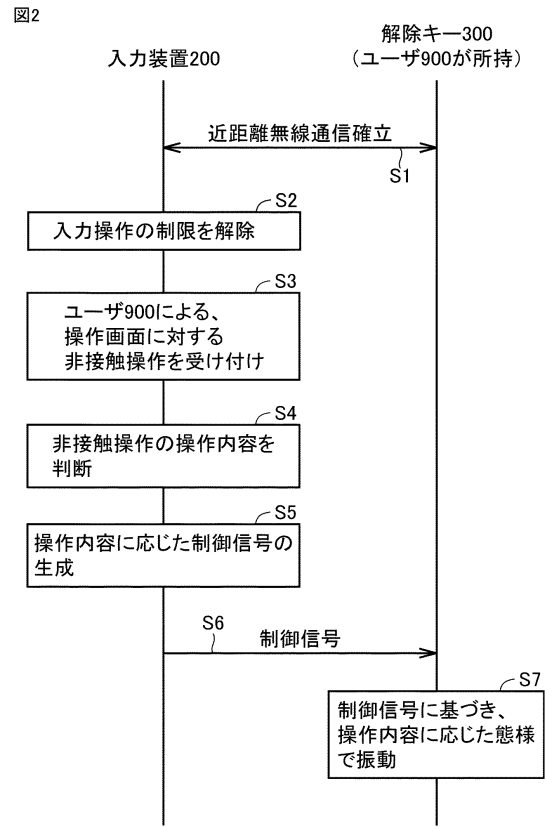 図2
入力装置200
解除キー300
(ユーザ900が所持)
近距離無線通信確立
S1
S2
入力操作の制限を解除
S3
ユーザ900による、
操作画面に対する
非接触操作を受け付け
S4
非接触操作の操作内容を
判断
S5
操作内容に応じた制御信号の
生成
S6
制御信号
S7
制御信号に基づき、
操作内容に応じた態様
で振動